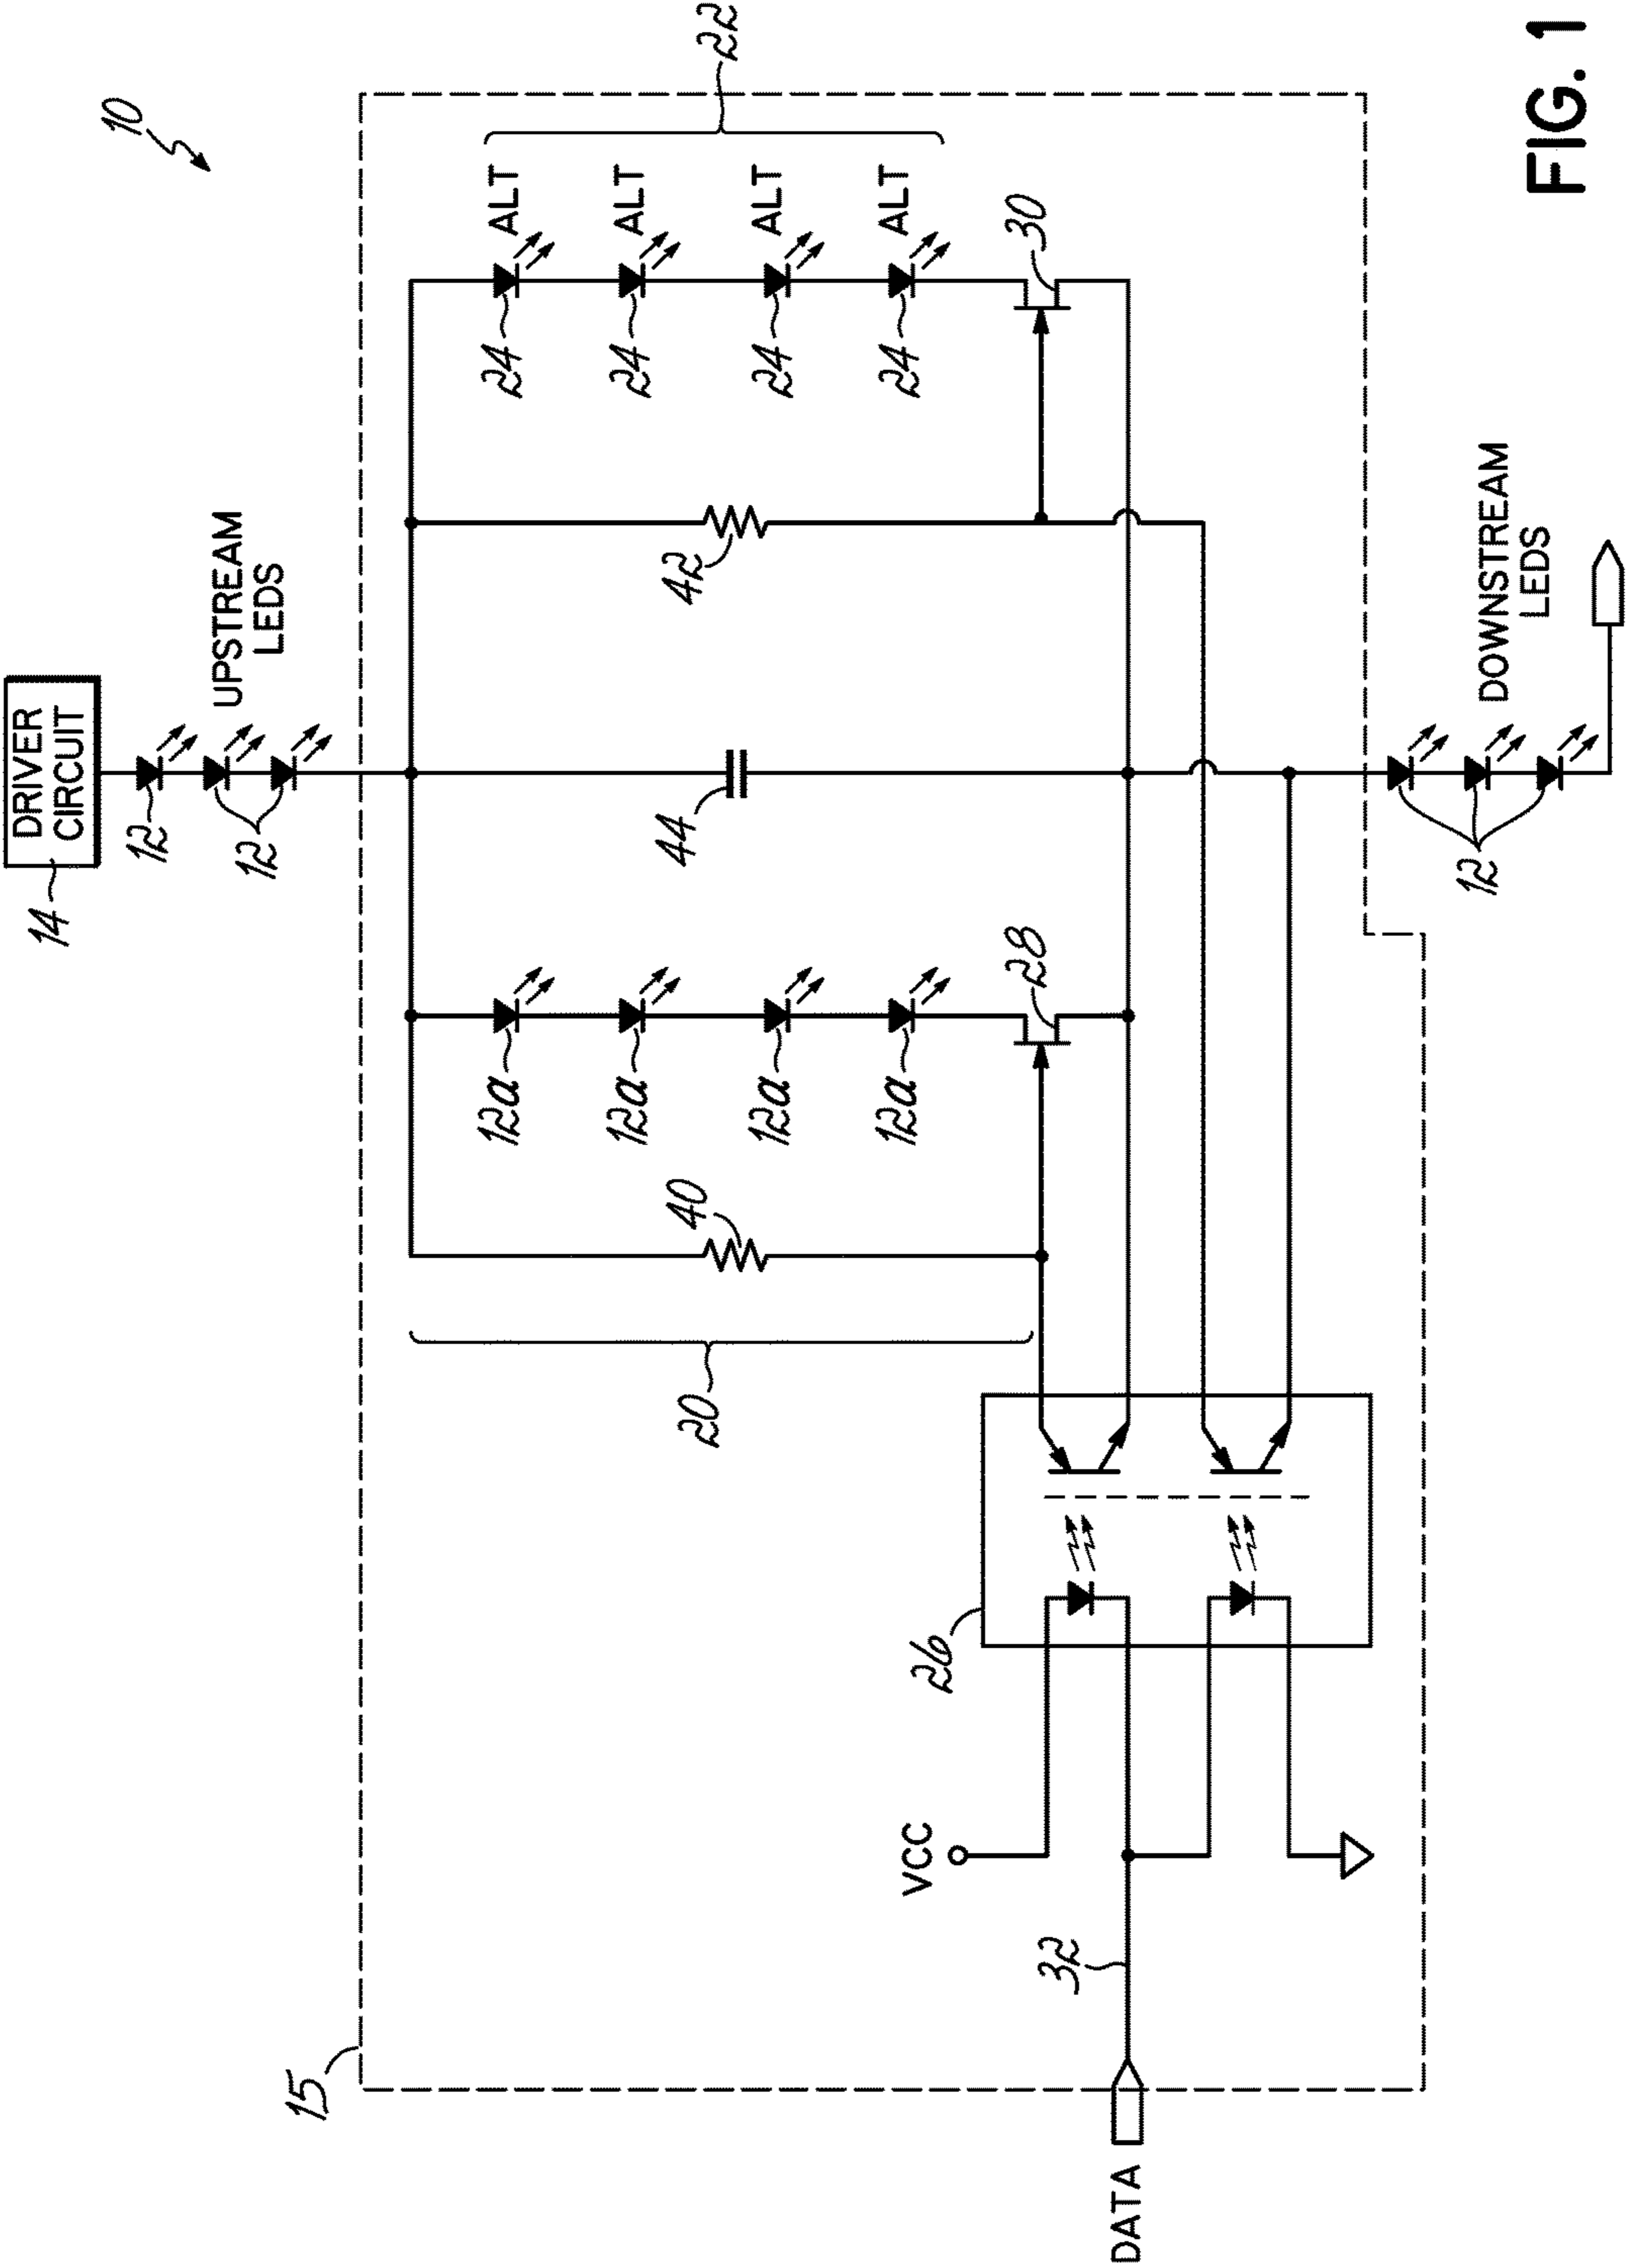 10
DRIVER
CIRCUIT
14
12
12
UPSTREAM
LEDS
15
22
ALT
ALT
ALT
ALT
24
24
24
24
30
42
44
12a
12a
12a
12a
28
40
20
26
VCC
32
DATA
12
DOWNSTREAM
LEDS
FIG. 1